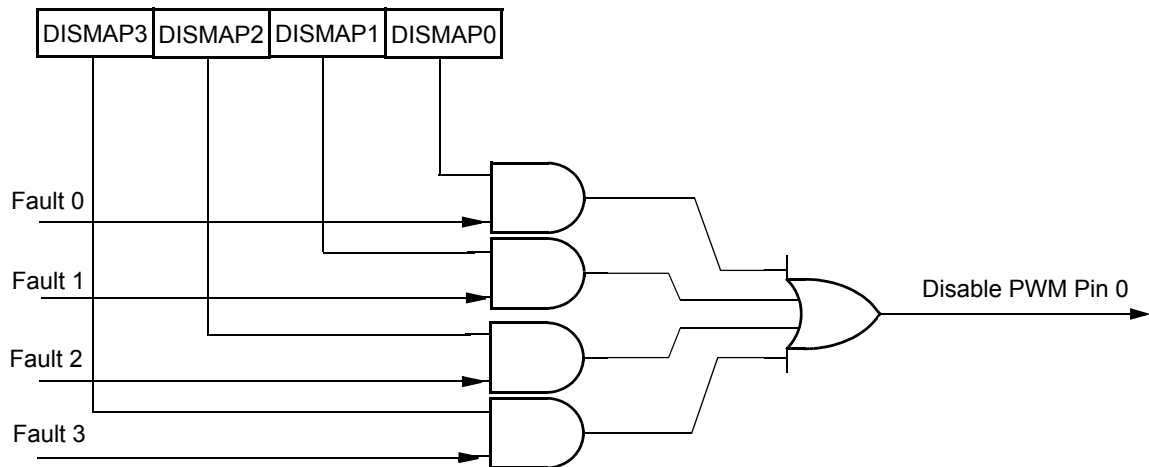 DISMAP3 DISMAP2 DISMAP1 DISMAP0
Fault 0
Fault 1
Disable PWM Pin 0
Fault 2
Fault 3